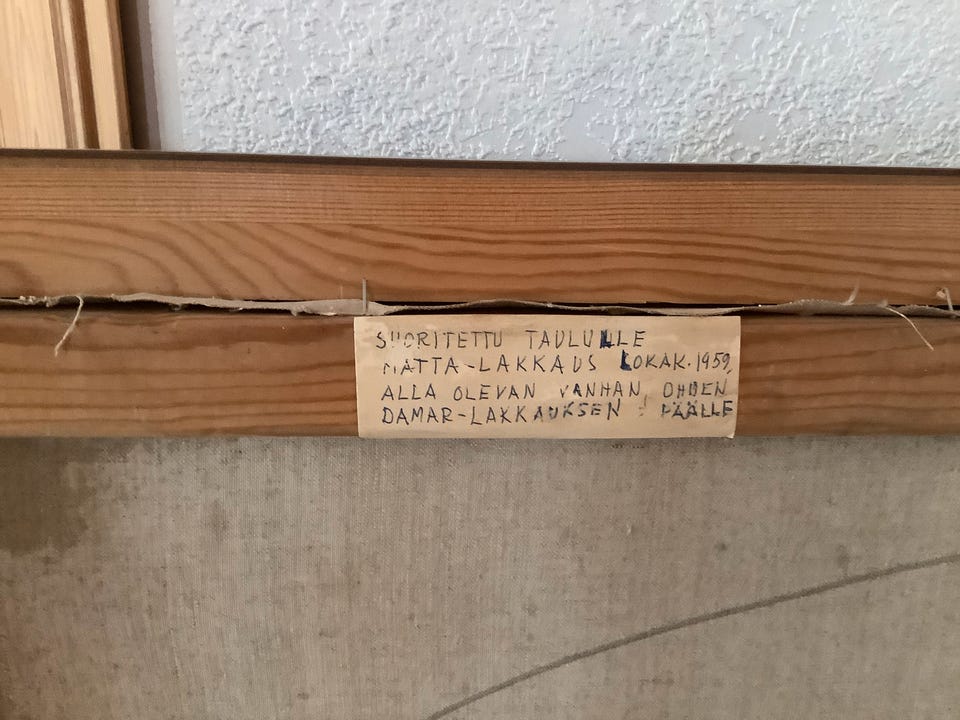 SUORITETTU TAULULLE
MATTA-LAKKAUS LOKAK. 1959,
ALLA OLEVAN VANHAN OHUEN
DAMAR-LAKKAUKSEN PÄÄLLE